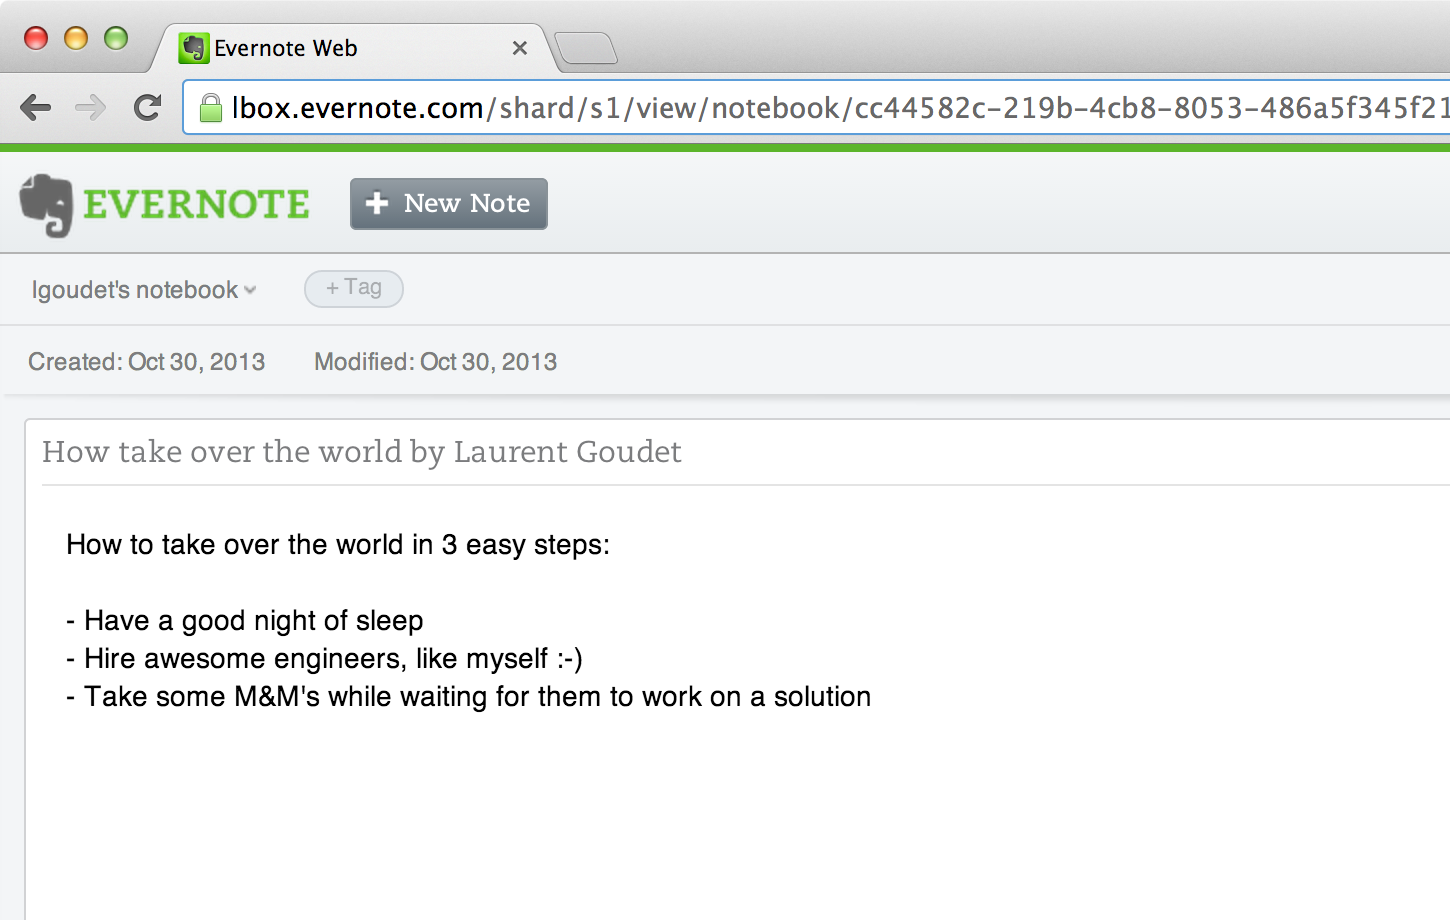 Evernote Web
lbox.evernote.com/shard/s1/view/notebook/cc44582c-219b-4cb8-8053-486a5f345f21
EVERNOTE
+ New Note
lgoudet's notebook
+ Tag
Created: Oct 30, 2013
Modified: Oct 30, 2013
How take over the world by Laurent Goudet
How to take over the world in 3 easy steps:
- Have a good night of sleep
- Hire awesome engineers, like myself :-)
- Take some M&M's while waiting for them to work on a solution